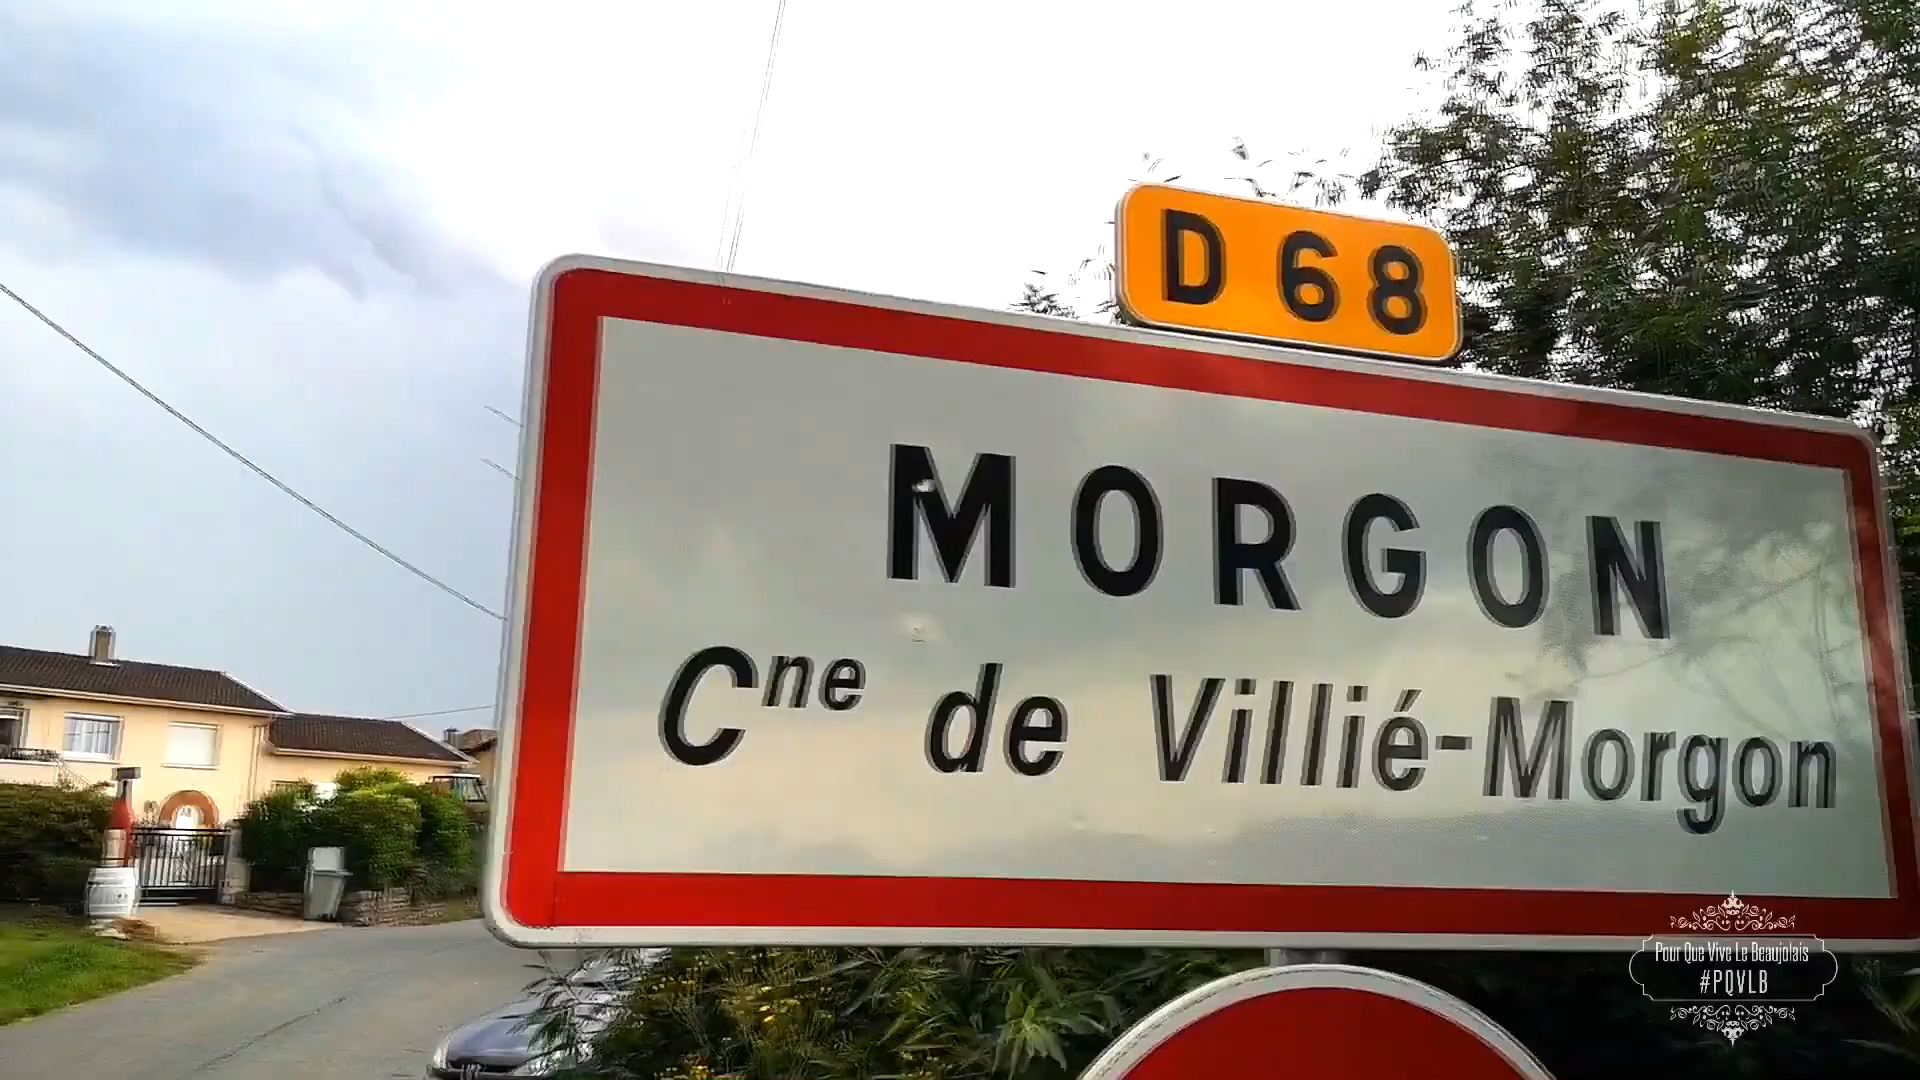 D 68
MORGON
Cne de Villié-Morgon
Pour Que Vive Le Beaujolais
#PQVLB